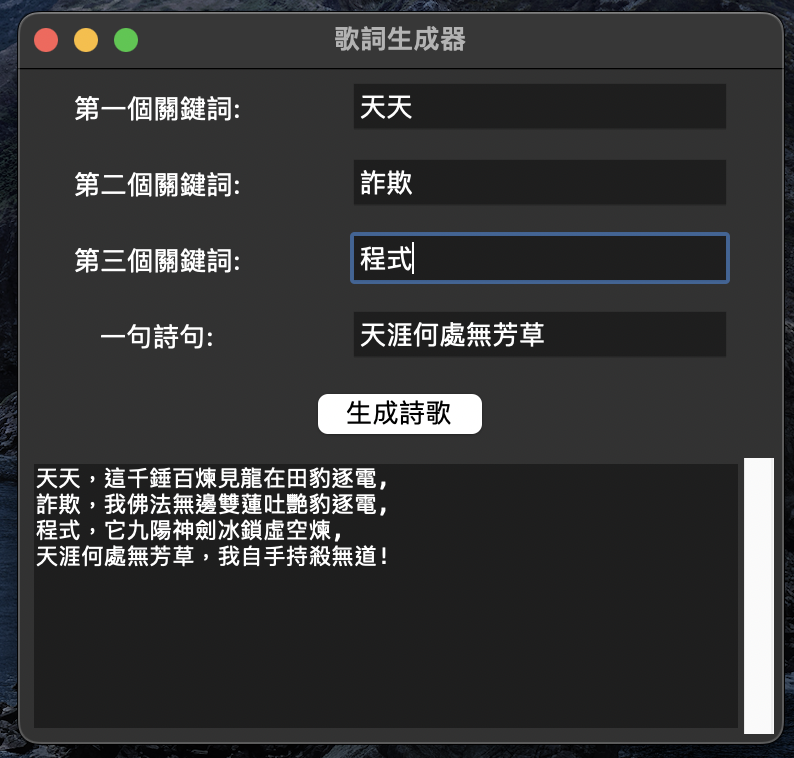 歌詞生成器
第一個關鍵詞: 天天
第二個關鍵詞: 詐欺
第三個關鍵詞: 程式
一句詩句: 天涯何處無芳草
生成詩歌
天天，這千錘百煉見龍在田豹逐電,
詐欺，我佛法無邊雙蓮吐艷豹逐電,
程式，它九陽神劍冰鎖虛空煉,
天涯何處無芳草，我自手持殺無道!